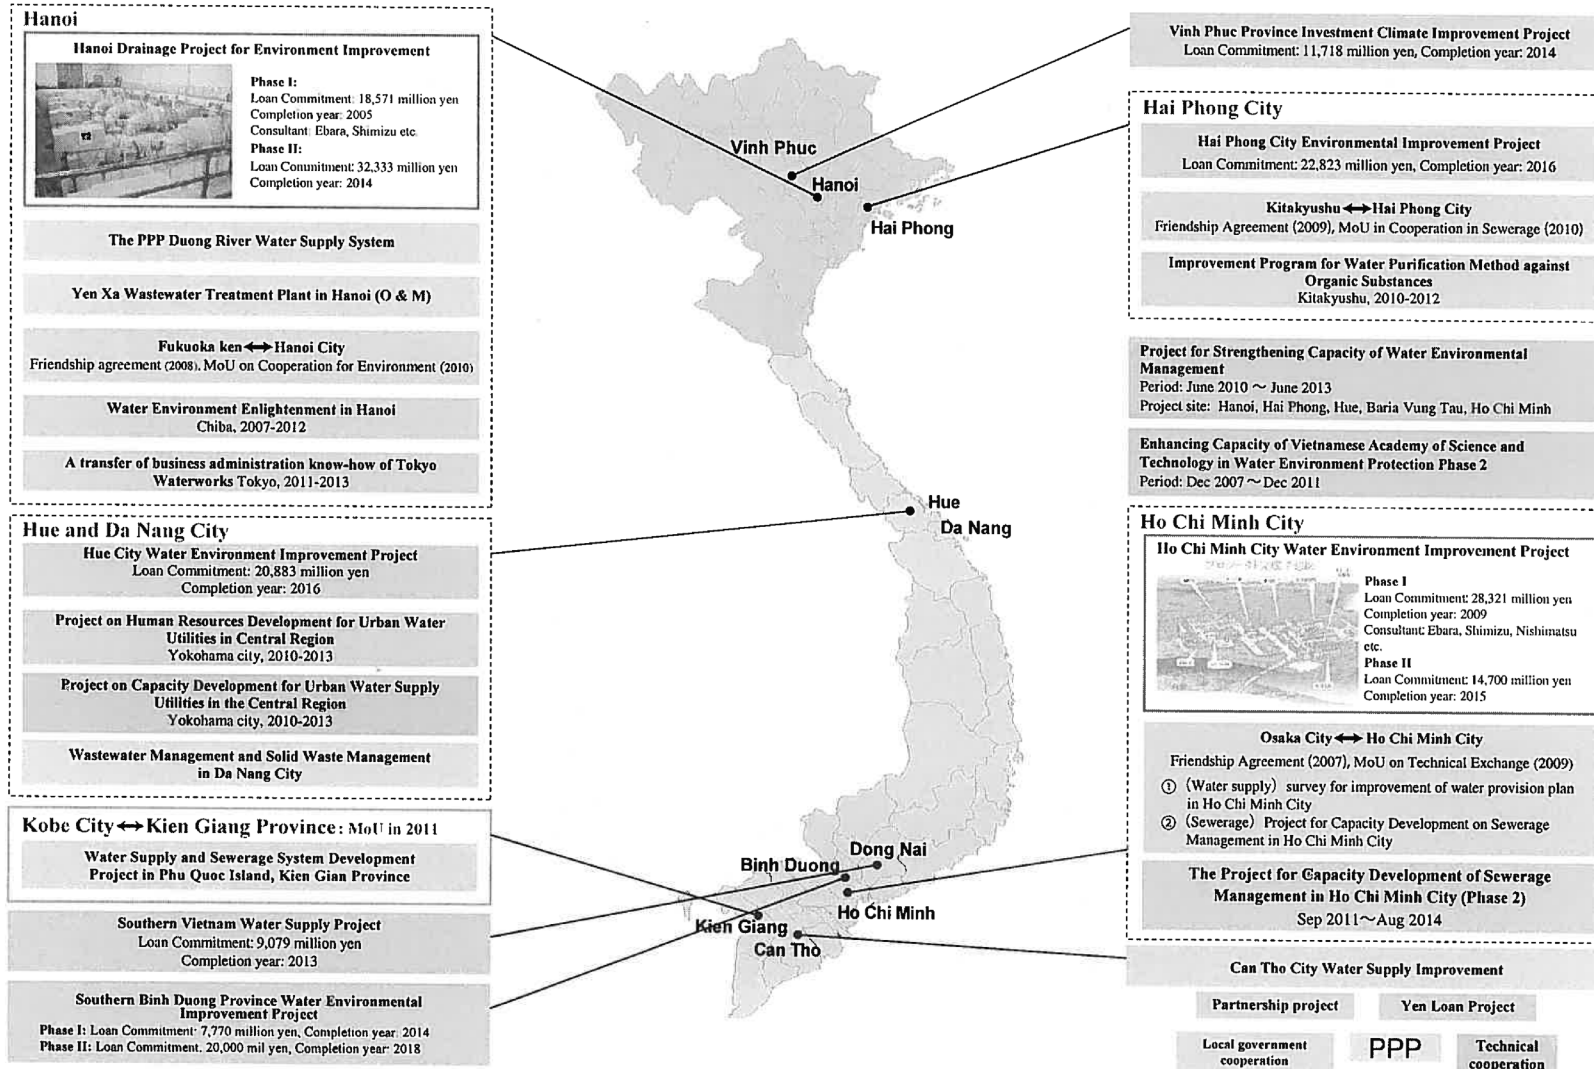 Hanoi
Hanoi Drainage Project for Environment Improvement
Phase I:
Loan Commitment: 18,571 million yen
Completion year: 2005
Consultant: Ebara, Shimizu etc.
Phase II:
Loan Commitment: 32,333 million yen
Completion year: 2014
The PPP Duong River Water Supply System
Yen Xa Wastewater Treatment Plant in Hanoi (O & M)
Fukuoka ken↔Hanoi City
Friendship agreement (2008). MoU on Cooperation for Environment (2010)
Water Environment Enlightenment in Hanoi
Chiba, 2007-2012
A transfer of business administration know-how of Tokyo
Waterworks Tokyo, 2011-2013
Hue and Da Nang City
Hue City Water Environment Improvement Project
Loan Commitment: 20,883 million yen
Completion year: 2016
Project on Human Resources Development for Urban Water
Utilities in Central Region
Yokohama city, 2010-2013
Project on Capacity Development for Urban Water Supply
Utilities in the Central Region
Yokohama city, 2010-2013
Wastewater Management and Solid Waste Management
in Da Nang City
Kobe City↔Kien Giang Province: MoU in 2011
Water Supply and Sewerage System Development
Project in Phu Quoc Island, Kien Gian Province
Southern Vietnam Water Supply Project
Loan Commitment: 9,079 million yen
Completion year: 2013
Southern Binh Duong Province Water Environmental
Improvement Project
Phase I: Loan Commitment: 7,770 million yen, Completion year: 2014
Phase II: Loan Commitment. 20,000 mil yen, Completion year: 2018
Vinh Phuc
Hanoi
Hai Phong
Hue
Da Nang
Dong Nai
Binh Duong
Ho Chi Minh
Kien Giang
Can Tho
Vinh Phuc Province Investment Climate Improvement Project
Loan Commitment: 11,718 million yen, Completion year: 2014
Hai Phong City
Hai Phong City Environmental Improvement Project
Loan Commitment: 22,823 million yen, Completion year: 2016
Kitakyushu↔Hai Phong City
Friendship Agreement (2009), MoU in Cooperation in Sewerage (2010)
Improvement Program for Water Purification Method against
Organic Substances
Kitakyushu, 2010-2012
Project for Strengthening Capacity of Water Environmental
Management
Period: June 2010 ～ June 2013
Project site: Hanoi, Hai Phong, Hue, Baria Vung Tau, Ho Chi Minh
Enhancing Capacity of Vietnamese Academy of Science and
Technology in Water Environment Protection Phase 2
Period: Dec 2007～Dec 2011
Ho Chi Minh City
Ho Chi Minh City Water Environment Improvement Project
Phase I
Loan Commitment: 28,321 million yen
Completion year: 2009
Consultant: Ebara, Shimizu, Nishimatsu
etc.
Phase II
Loan Commitment: 14,700 million yen
Completion year: 2015
Osaka City↔Ho Chi Minh City
Friendship Agreement (2007), MoU on Technical Exchange (2009)
① (Water supply) survey for improvement of water provision plan
in Ho Chi Minh City
② (Sewerage) Project for Capacity Development on Sewerage
Management in Ho Chi Minh City
The Project for Capacity Development of Sewerage
Management in Ho Chi Minh City (Phase 2)
Sep 2011～Aug 2014
Can Tho City Water Supply Improvement
Partnership project
Yen Loan Project
Local government
cooperation
PPP
Technical
cooperation